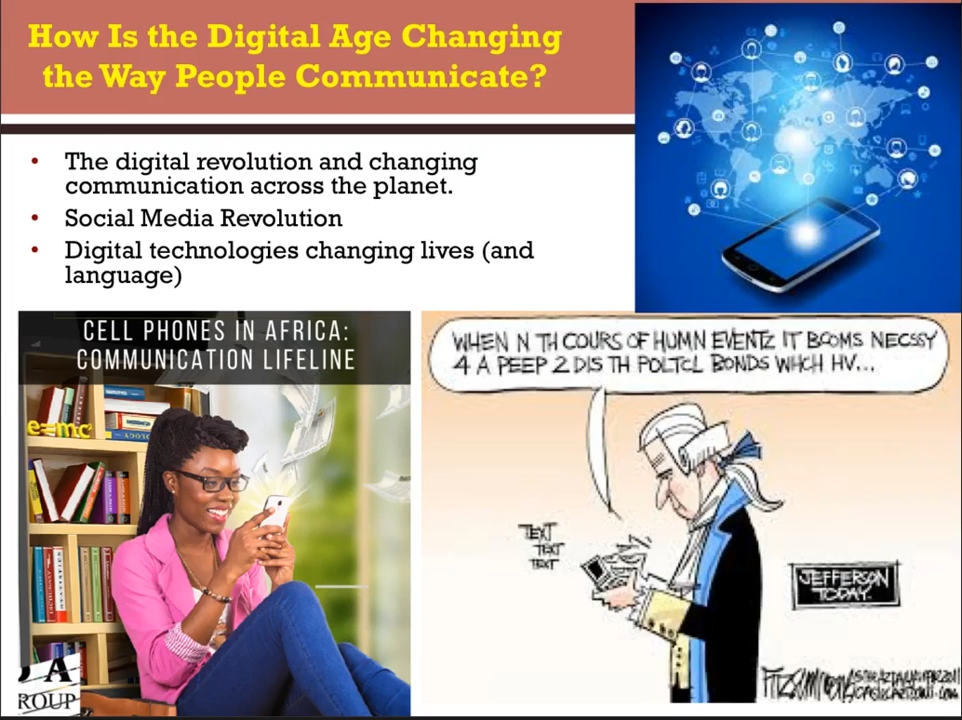 How Is the Digital Age Changing
the Way People Communicate?
• The digital revolution and changing
communication across the planet.
• Social Media Revolution
• Digital technologies changing lives (and
language)
CELL PHONES IN AFRICA:
COMMUNICATION LIFELINE
e=mc
ROUP
WHEN N TH COURS OF HUMN EVENTZ IT BCOMS NECSSY
4 A PEEP 2 DIS TH POLTCL BONDS WHCH HV...
TEXT
TEXT
TEXT
JEFFERSON
TODAY.